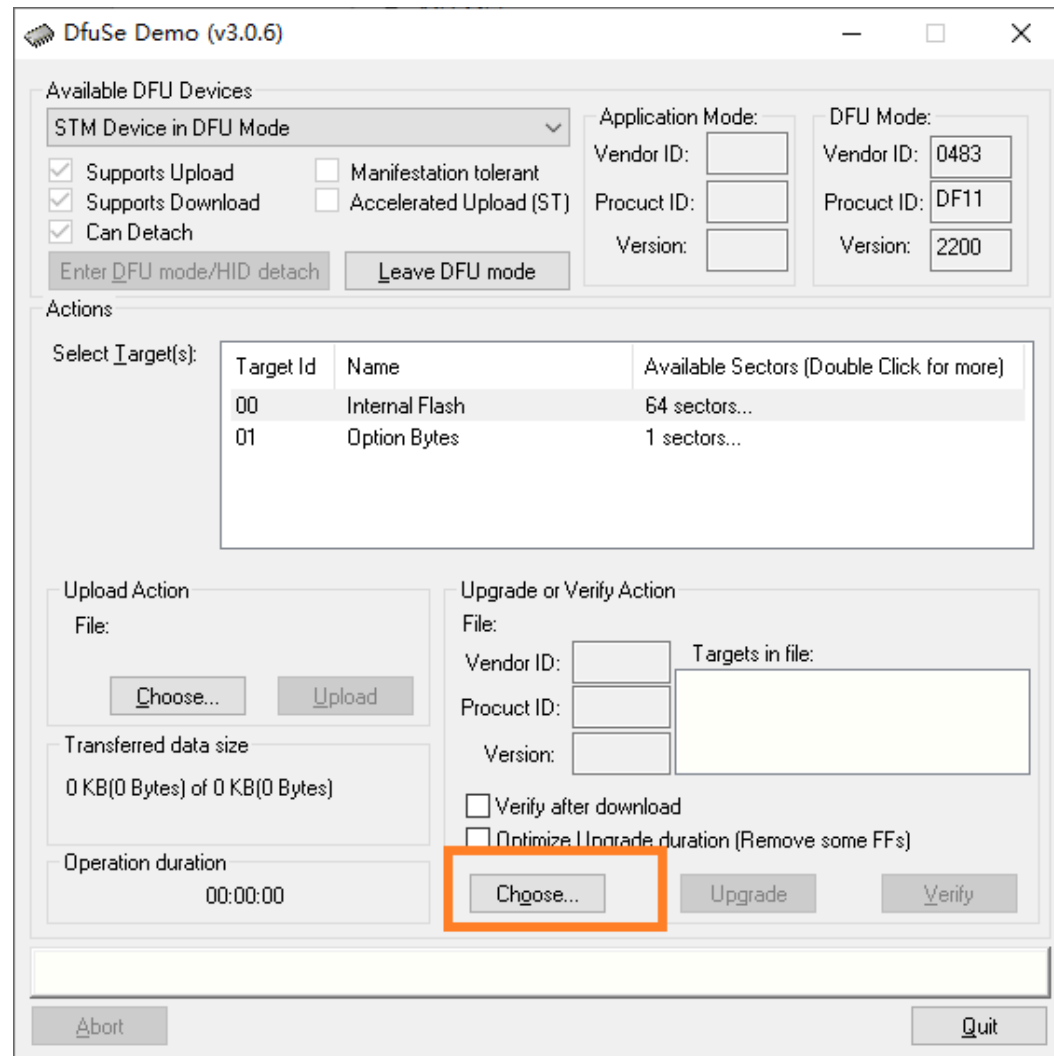 DfuSe Demo (v3.0.6)
Available DFU Devices
STM Device in DFU Mode
Supports Upload
Manifestation tolerant
Supports Download
Accelerated Upload (ST)
Can Detach
Enter DFU mode/HID detach
Leave DFU mode
Application Mode:
Vendor ID:
Procuct ID:
Version:
DFU Mode:
Vendor ID: 0483
Procuct ID: DF11
Version: 2200
Actions
Select Target(s):
Target Id Name Available Sectors (Double Click for more)
00 Internal Flash 64 sectors...
01 Option Bytes 1 sectors...
Upload Action
File:
Choose...
Upload
Transferred data size
0 KB(0 Bytes) of 0 KB(0 Bytes)
Operation duration
00:00:00
Upgrade or Verify Action
File:
Vendor ID:
Procuct ID:
Version:
Targets in file:
Verify after download
Optimize Upgrade duration (Remove some FFs)
Choose...
Upgrade
Verify
Abort
Quit